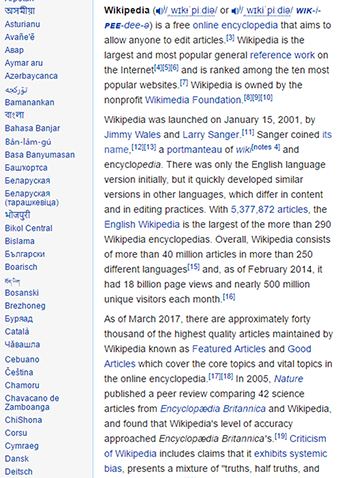 অসমীয়া
Asturianu
Avañe'ẽ
Авар
Aymar aru
Azərbaycanca
تۆرکجه
Bamanankan
বাংলা
Bahasa Banjar
Bân-lâm-gú
Basa Banyumasan
Башҡортса
Беларуская
Беларуская
(тарашкевіца)
भोजपुरी
Bikol Central
Bislama
Български
Boarisch
བོད་ཡིག
Bosanski
Brezhoneg
Буряад
Català
Чӑвашла
Cebuano
Čeština
Chamoru
Chavacano de
Zamboanga
ChiShona
Corsu
Cymraeg
Dansk
Deitsch
Wikipedia (/ˌwɪkɪˈpiːdiə/ or /ˌwɪkiˈpiːdiə/ WIK-i-
PEE-dee-ə) is a free online encyclopedia that aims to
allow anyone to edit articles.[3] Wikipedia is the
largest and most popular general reference work on
the Internet[4][5][6] and is ranked among the ten most
popular websites.[7] Wikipedia is owned by the
nonprofit Wikimedia Foundation.[8][9][10]
Wikipedia was launched on January 15, 2001, by
Jimmy Wales and Larry Sanger.[11] Sanger coined its
name,[12][13] a portmanteau of wiki[notes 4] and
encyclopedia. There was only the English language
version initially, but it quickly developed similar
versions in other languages, which differ in content
and in editing practices. With 5,377,872 articles, the
English Wikipedia is the largest of the more than 290
Wikipedia encyclopedias. Overall, Wikipedia consists
of more than 40 million articles in more than 250
different languages[15] and, as of February 2014, it
had 18 billion page views and nearly 500 million
unique visitors each month.[16]
As of March 2017, there are approximately forty
thousand of the highest quality articles maintained by
Wikipedia known as Featured Articles and Good
Articles which cover the core topics and vital topics in
the online encyclopedia.[17][18] In 2005, Nature
published a peer review comparing 42 science
articles from Encyclopædia Britannica and Wikipedia,
and found that Wikipedia's level of accuracy
approached Encyclopædia Britannica's.[19] Criticism
of Wikipedia includes claims that it exhibits systemic
bias, presents a mixture of "truths, half truths, and